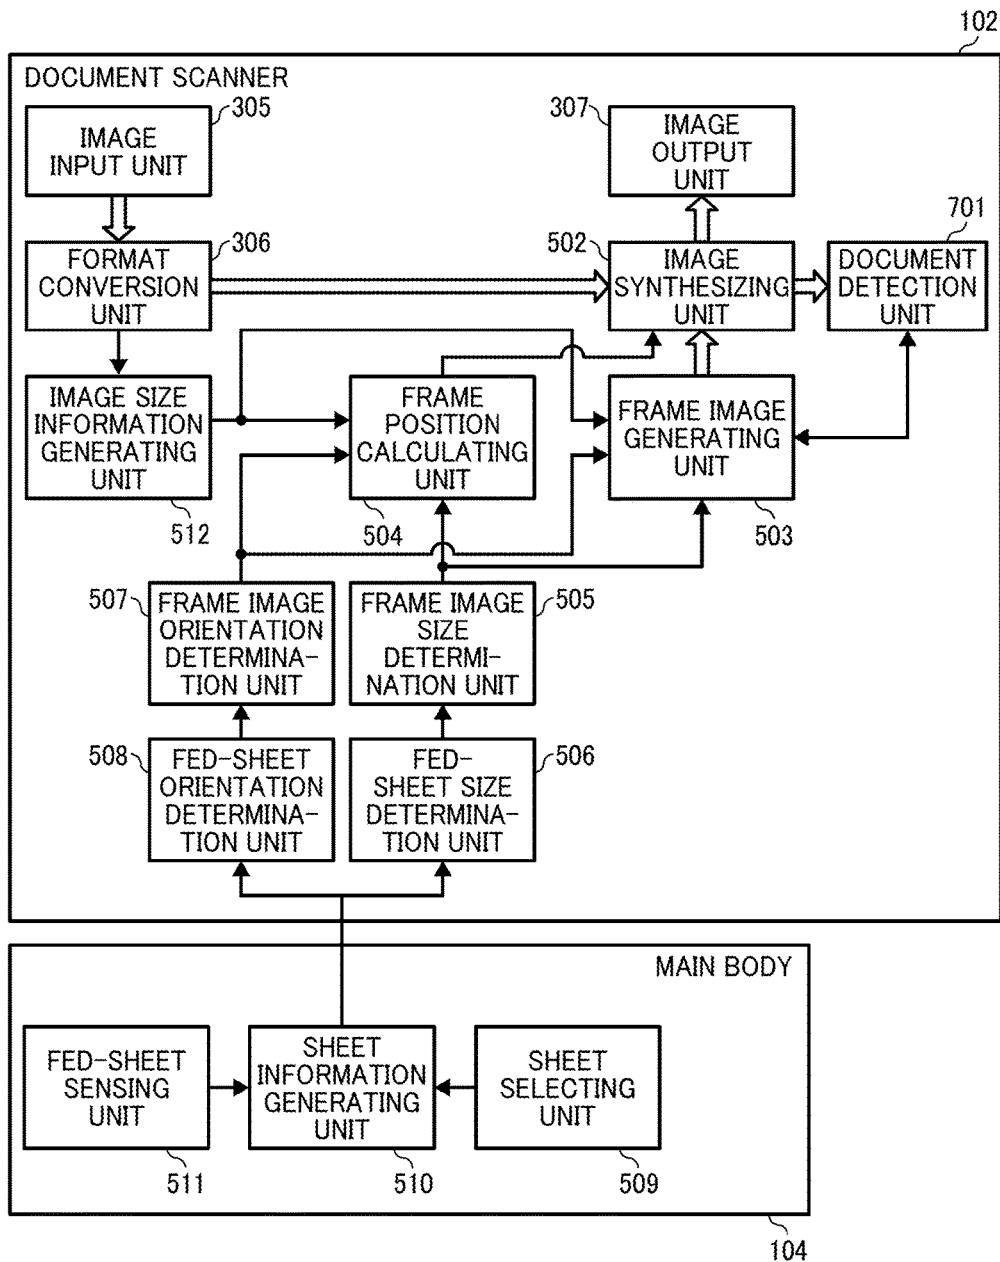 102
DOCUMENT SCANNER
305
IMAGE
INPUT UNIT
307
IMAGE
OUTPUT
UNIT
306
FORMAT
CONVERSION
UNIT
502
IMAGE
SYNTHESIZING
UNIT
701
DOCUMENT
DETECTION
UNIT
IMAGE SIZE
INFORMATION
GENERATING
UNIT
512
FRAME
POSITION
CALCULATING
UNIT
504
FRAME IMAGE
GENERATING
UNIT
503
507
FRAME IMAGE
ORIENTATION
DETERMINA-
TION UNIT
505
FRAME IMAGE
SIZE
DETERMI-
NATION UNIT
508
FED-SHEET
ORIENTATION
DETERMINA-
TION UNIT
506
FED-
SHEET SIZE
DETERMINA-
TION UNIT
MAIN BODY
FED-SHEET
SENSING
UNIT
511
SHEET
INFORMATION
GENERATING
UNIT
510
SHEET
SELECTING
UNIT
509
104